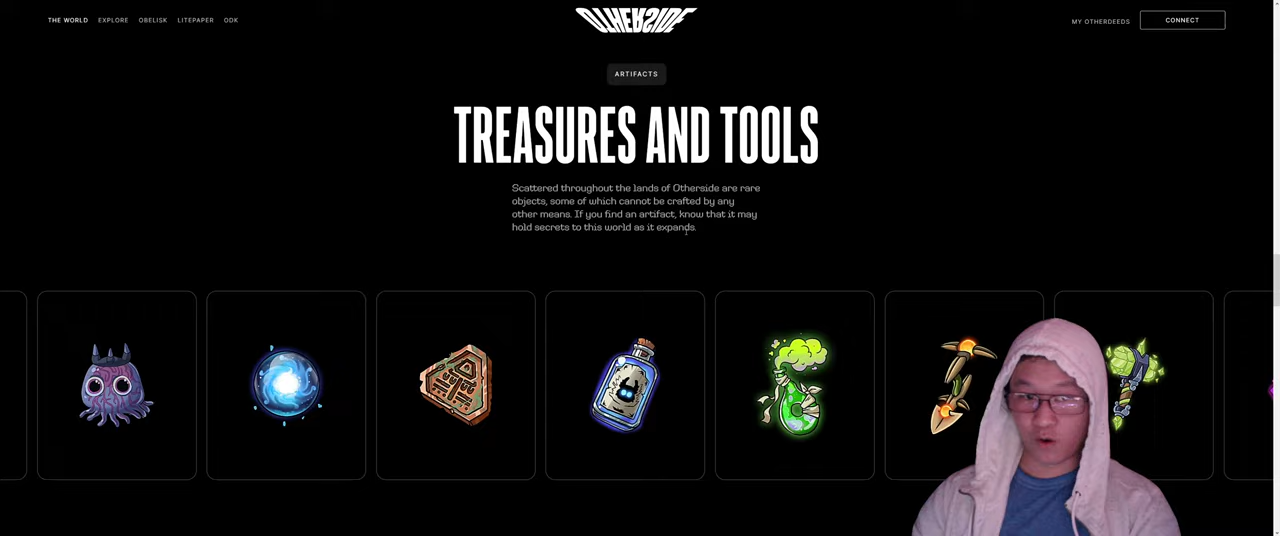 THE WORLD EXPLORE OBELISK LITEPAPER ODK
OTHERSIDE
MY OTHERDEEDS CONNECT
ARTIFACTS
TREASURES AND TOOLS
Scattered throughout the lands of Otherside are rare
objects, some of which cannot be crafted by any
other means. If you find an artifact, know that it may
hold secrets to this world as it expands.